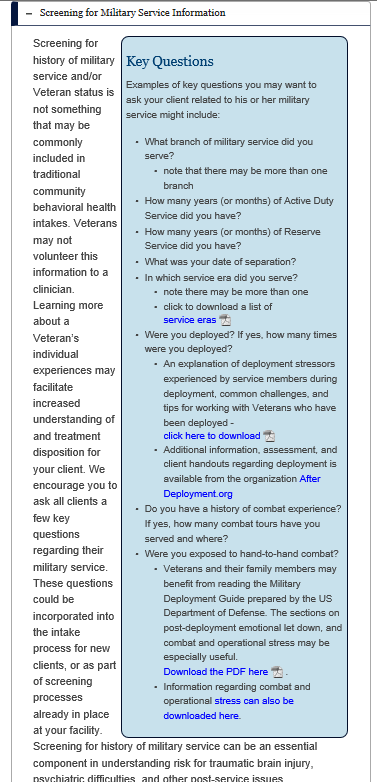 − Screening for Military Service Information
Screening for
history of military
service and/or
Veteran status is
not something
that may be
commonly
included in
traditional
community
behavioral health
intakes. Veterans
may not
volunteer this
information to a
clinician.
Learning more
about a
Veteran's
individual
experiences may
facilitate
increased
understanding of
and treatment
disposition for
your client. We
encourage you to
ask all clients a
few key
questions
regarding their
military service.
These questions
could be
incorporated into
the intake
process for new
clients, or as part
of screening
processes
already in place
at your facility.
Key Questions
Examples of key questions you may want to
ask your client related to his or her military
service might include:
• What branch of military service did you
serve?
• note that there may be more than one
branch
• How many years (or months) of Active Duty
Service did you have?
• How many years (or months) of Reserve
Service did you have?
• What was your date of separation?
• In which service era did you serve?
• note there may be more than one
• click to download a list of
service eras
• Were you deployed? If yes, how many times
were you deployed?
• An explanation of deployment stressors
experienced by service members during
deployment, common challenges, and
tips for working with Veterans who have
been deployed -
click here to download
• Additional information, assessment, and
client handouts regarding deployment is
available from the organization After
Deployment.org
• Do you have a history of combat experience?
If yes, how many combat tours have you
served and where?
• Were you exposed to hand-to-hand combat?
• Veterans and their family members may
benefit from reading the Military
Deployment Guide prepared by the US
Department of Defense. The sections on
post-deployment emotional let down, and
combat and operational stress may be
especially useful.
Download the PDF here .
• Information regarding combat and
operational stress can also be
downloaded here.
Screening for history of military service can be an essential
component in understanding risk for traumatic brain injury,
psychiatric difficulties, and other post-service issues